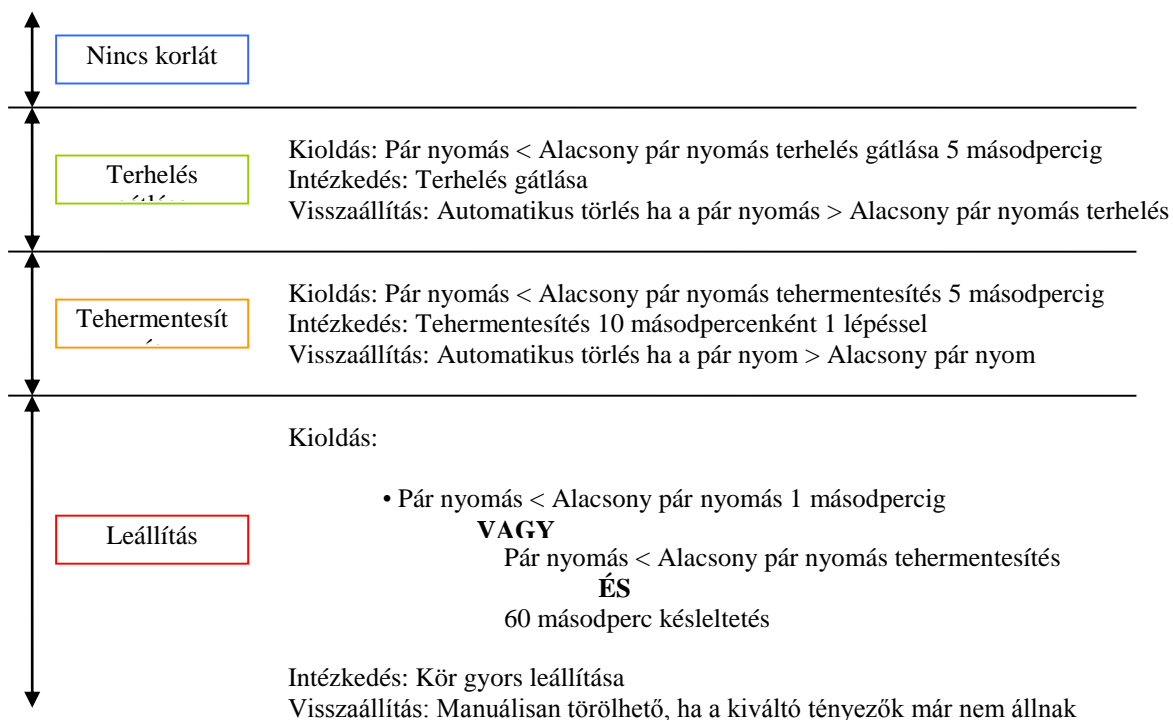 Nincs korlát
Kioldás: Pár nyomás < Alacsony pár nyomás terhelés gátlása 5 másodpercig
Terhelés
Intézkedés: Terhelés gátlása
Visszaállítás: Automatikus törlés ha a pár nyomás > Alacsony pár nyomás terhelés
Kioldás: Pár nyomás < Alacsony pár nyomás tehermentesítés 5 másodpercig
Tehermentesít
Intézkedés: Tehermentesítés 10 másodpercenként 1 lépéssel
Visszaállítás: Automatikus törlés ha a pár nyom > Alacsony pár nyom
Kioldás:
• Pár nyomás < Alacsony pár nyomás 1 másodpercig
VAGY
Leállítás
Pár nyomás < Alacsony pár nyomás tehermentesítés
ÉS
60 másodperc késleltetés
Intézkedés: Kör gyors leállítása
Visszaállítás: Manuálisan törölhető, ha a kiváltó tényezők már nem állnak